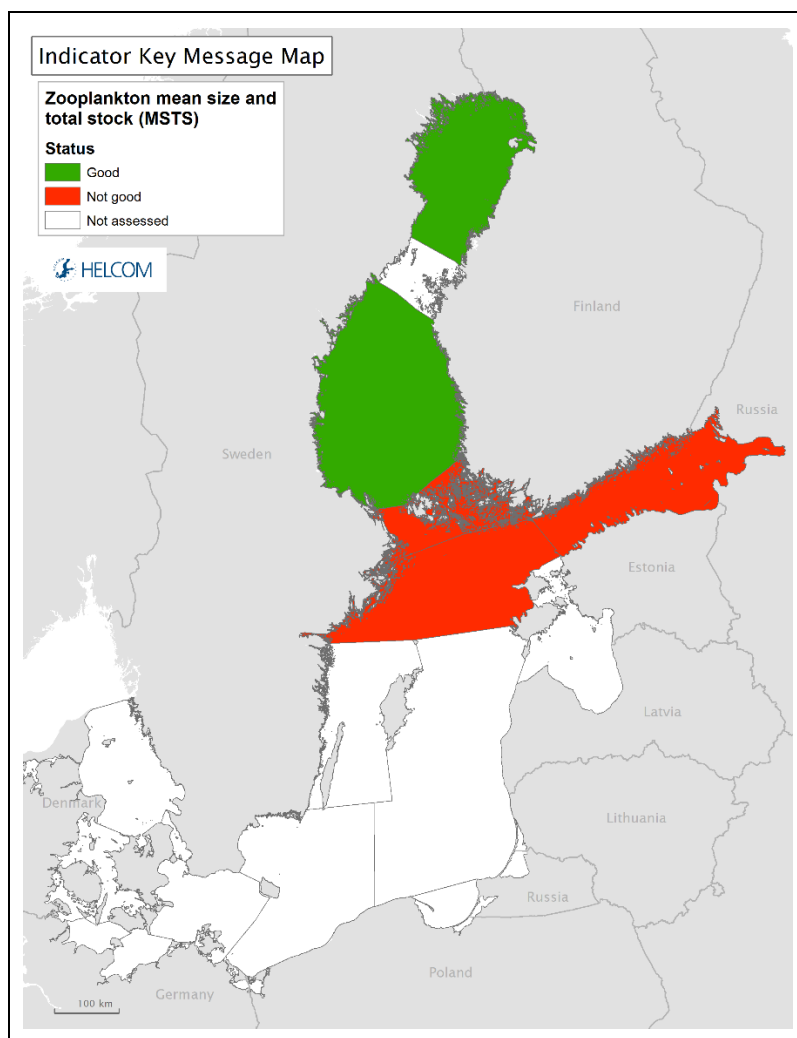 Indicator Key Message Map
Zooplankton mean size and
total stock (MSTS)
Status
Good
Not good
Not assessed
HELCOM
Finland
Russia
Sweden
Estonia
Latvia
Denmark
Lithuania
Russia
Poland
Germany
100 km